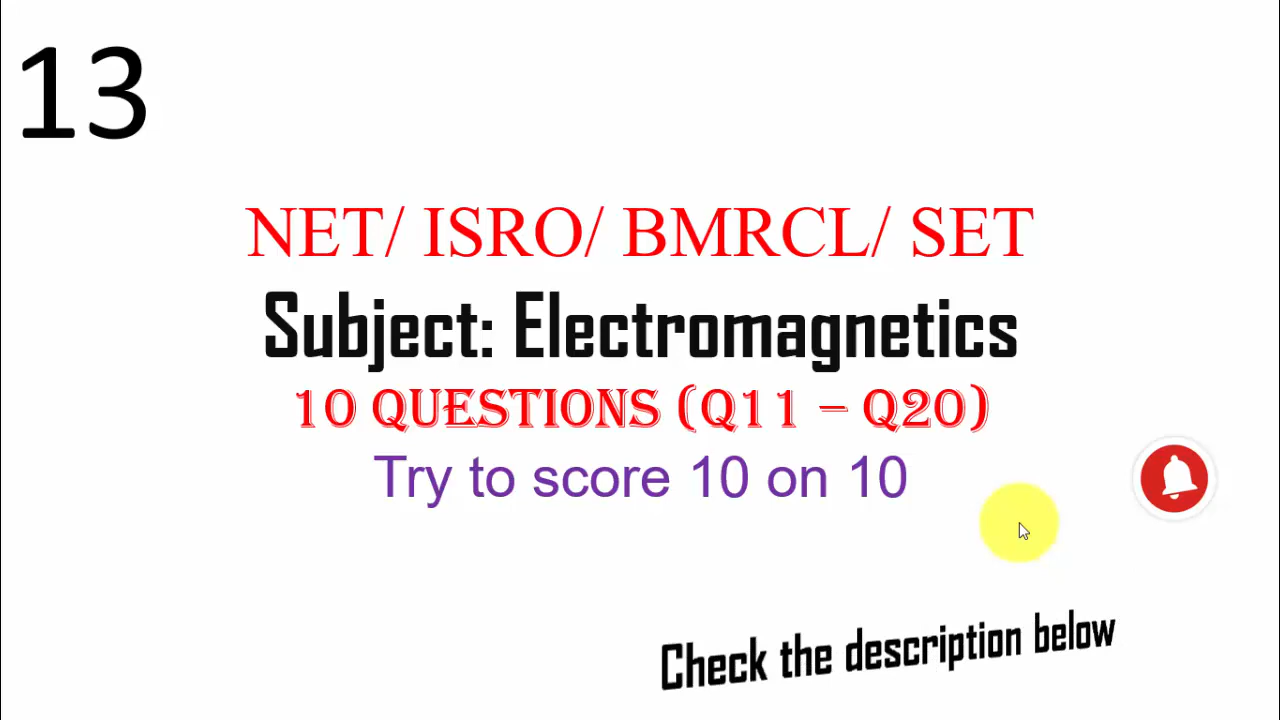 13
NET/ ISRO/ BMRCL/ SET
Subject: Electromagnetics
10 QUESTIONS (Q11 – Q20)
Try to score 10 on 10
Check the description below